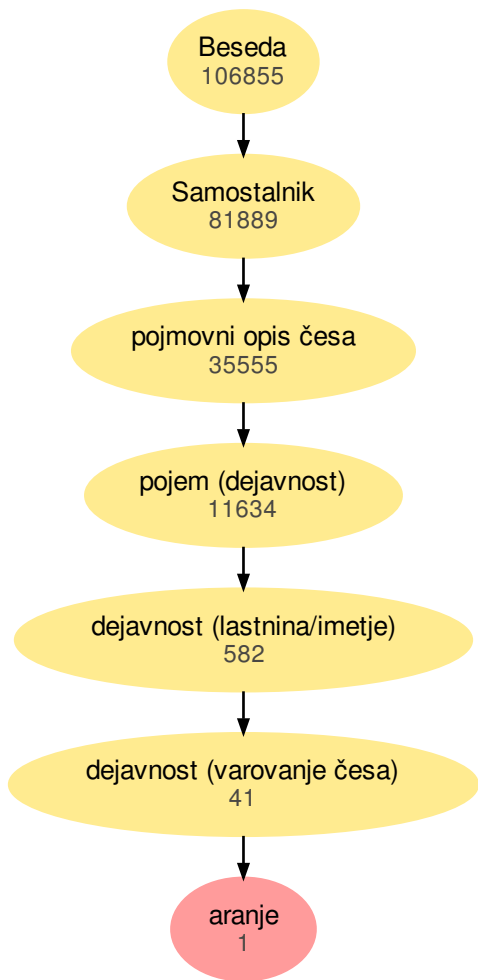 Beseda
106855
Samostalnik
81889
pojmovni opis česa
35555
pojem (dejavnost)
11634
dejavnost (lastnina/imetje)
582
dejavnost (varovanje česa)
41
aranje
1